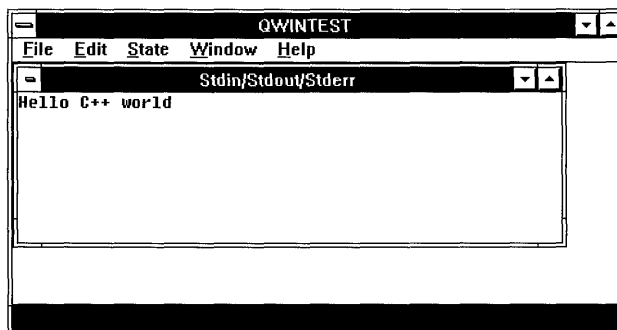 QWINTEST
File Edit State Window Help
Stdin/Stdout/Stderr
Hello C++ world